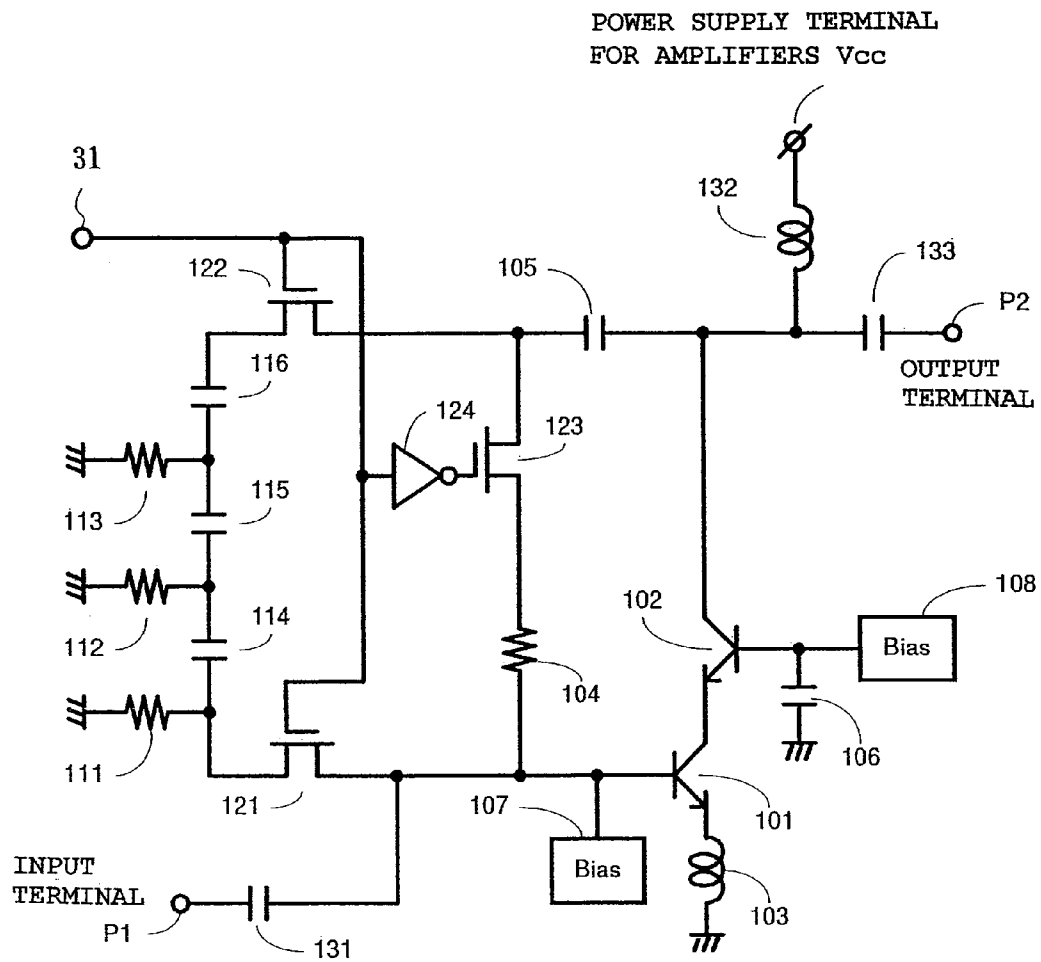 POWER SUPPLY TERMINAL
FOR AMPLIFIERS Vcc
31
132
122
105
133
P2
116
OUTPUT
TERMINAL
124
123
113
115
102
108
112
114
Bias
104
106
111
121
107
101
INPUT
TERMINAL
Bias
P1
131
103